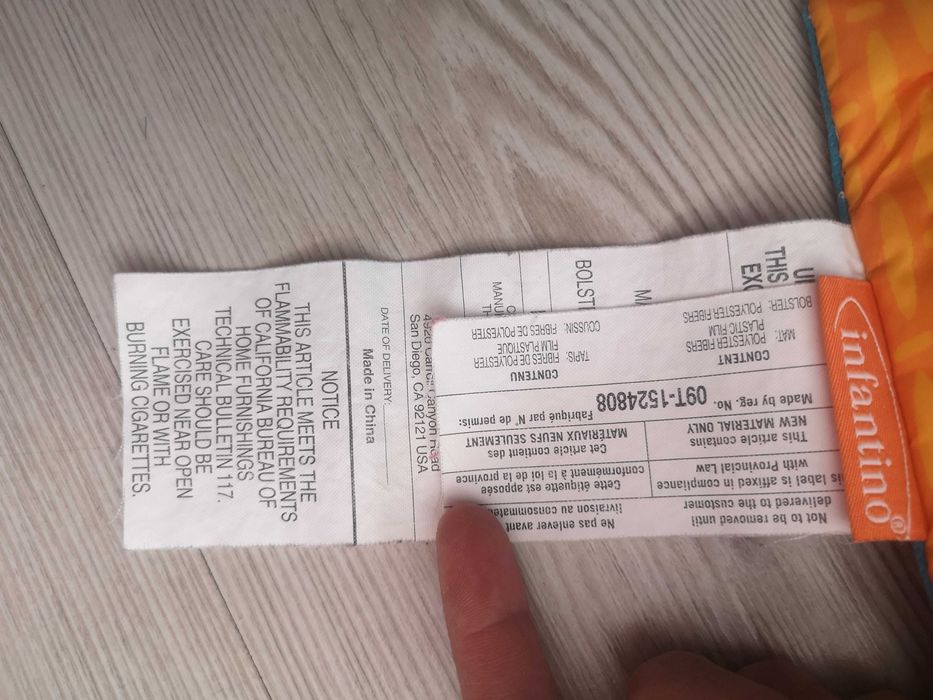 infantino®
Not to be removed until
delivered to the customer
label is affixed in compliance
with Provincial Law
This article contains
NEW MATERIAL ONLY
Ne pas enlever avant
livraison au
Cette étiquette est apposée
conformément à la loi de la province
Cet article contient des
MATÉRIAUX NEUFS SEULEMENT
Made by reg. No. 09T-1524808
Fabriqué par N° de permis:
CONTENT
MAT: POLYESTER FIBERS
PLASTIC FILM
BOLSTER: POLYESTER FIBERS
CONTENU
TAPIS: FIBRES DE POLYESTER
FILM PLASTIQUE
COUSSIN: FIBRES DE POLYESTER
THIS
San Diego, CA 92121 USA
DATE OF DELIVERY:
Made in China
NOTICE
THIS ARTICLE MEETS THE
FLAMMABILITY REQUIREMENTS
OF CALIFORNIA BUREAU OF
HOME FURNISHINGS
TECHNICAL BULLETIN 117.
CARE SHOULD BE
EXERCISED NEAR OPEN
FLAME OR WITH
BURNING CIGARETTES.